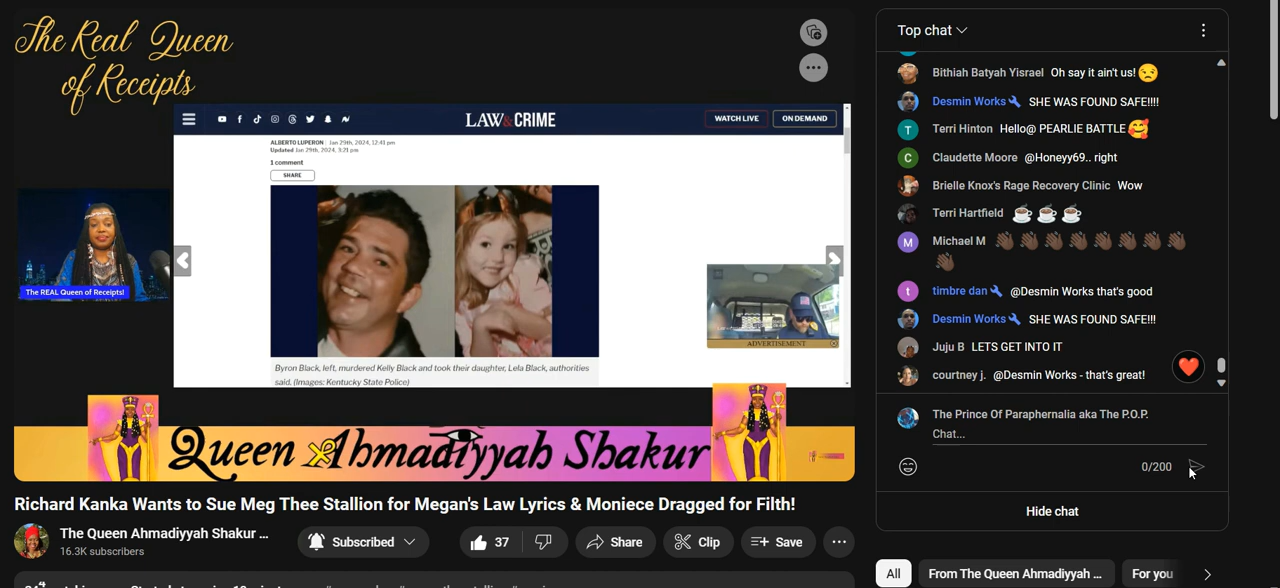 The Real Queen
of Receipts
LAW&CRIME
WATCH LIVE
ON DEMAND
ALBERTO LUPERON | Jan 29th, 2024, 12:41 pm
Updated Jan 29th, 2024, 3:21 pm
1 comment
SHARE
The REAL Queen of Receipts!
ADVERTISEMENT
Byron Black, left, murdered Kelly Black and took their daughter, Lela Black, authorities
said. (Images: Kentucky State Police)
Queen Ahmadiyyah Shakur
Richard Kanka Wants to Sue Meg Thee Stallion for Megan's Law Lyrics & Moniece Dragged for Filth!
The Queen Ahmadiyyah Shakur ...
16.3K subscribers
Subscribed
37
Share
Clip
Save
Top chat
Bithiah Batyah Yisrael Oh say it ain't us! 😒
Desmin Works SHE WAS FOUND SAFE!!!!
T Terri Hinton Hello@ PEARLIE BATTLE 🥰
C Claudette Moore @Honeyy69.. right
Brielle Knox's Rage Recovery Clinic Wow
Terri Hartfield ☕☕☕
M Michael M 👋🏾👋🏾👋🏾👋🏾👋🏾👋🏾👋🏾👋🏾
👋🏾
t timbre dan @Desmin Works that's good
Desmin Works SHE WAS FOUND SAFE!!!
Juju B LETS GET INTO IT
courtney j. @Desmin Works - that's great!
The Prince Of Paraphernalia aka The P.O.P.
Chat...
0/200
Hide chat
All
From The Queen Ahmadiyyah ...
For you